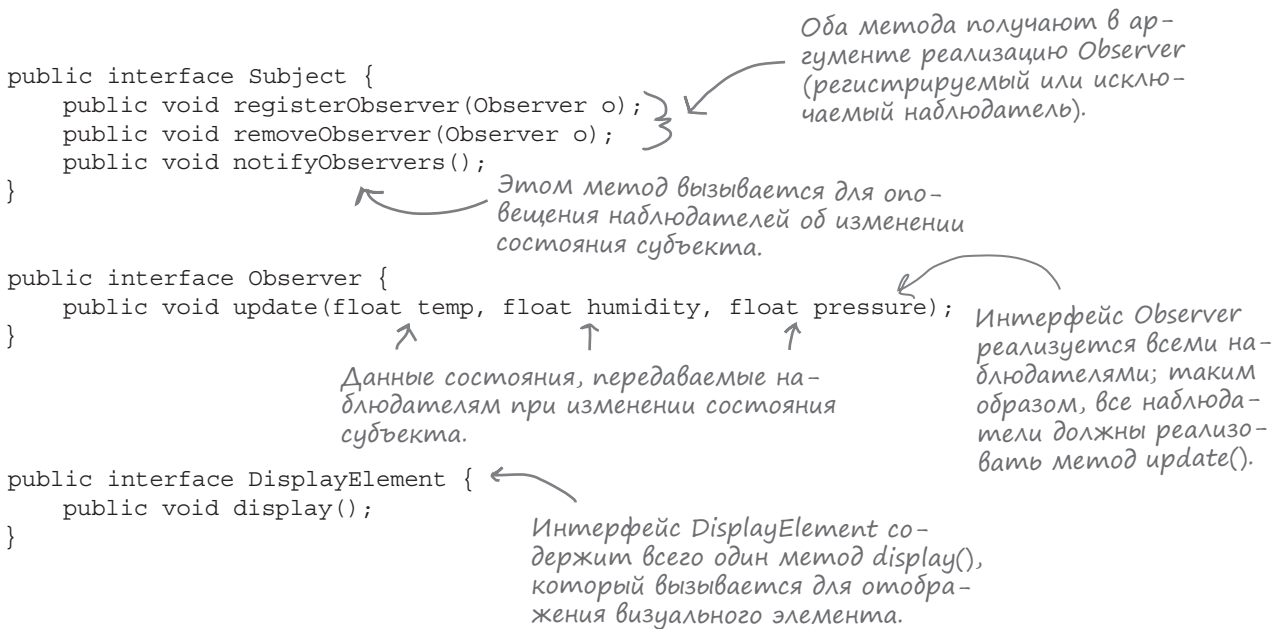 Оба метода получают в ар-
гументе реализацию Observer
(регистрируемый или исклю-
чаемый наблюдатель).
public interface Subject {
    public void registerObserver(Observer o);
    public void removeObserver(Observer o);
    public void notifyObservers();
}
Этот метод вызывается для опо-
вещения наблюдателей об изменении
состояния субъекта.
public interface Observer {
    public void update(float temp, float humidity, float pressure);
}
Интерфейс Observer
реализуется всеми на-
блюдателями; таким
образом, все наблюда-
тели должны реализо-
вать метод update().
Данные состояния, передаваемые на-
блюдателям при изменении состояния
субъекта.
public interface DisplayElement {
    public void display();
}
Интерфейс DisplayElement со-
держит всего один метод display(),
который вызывается для отобра-
жения визуального элемента.